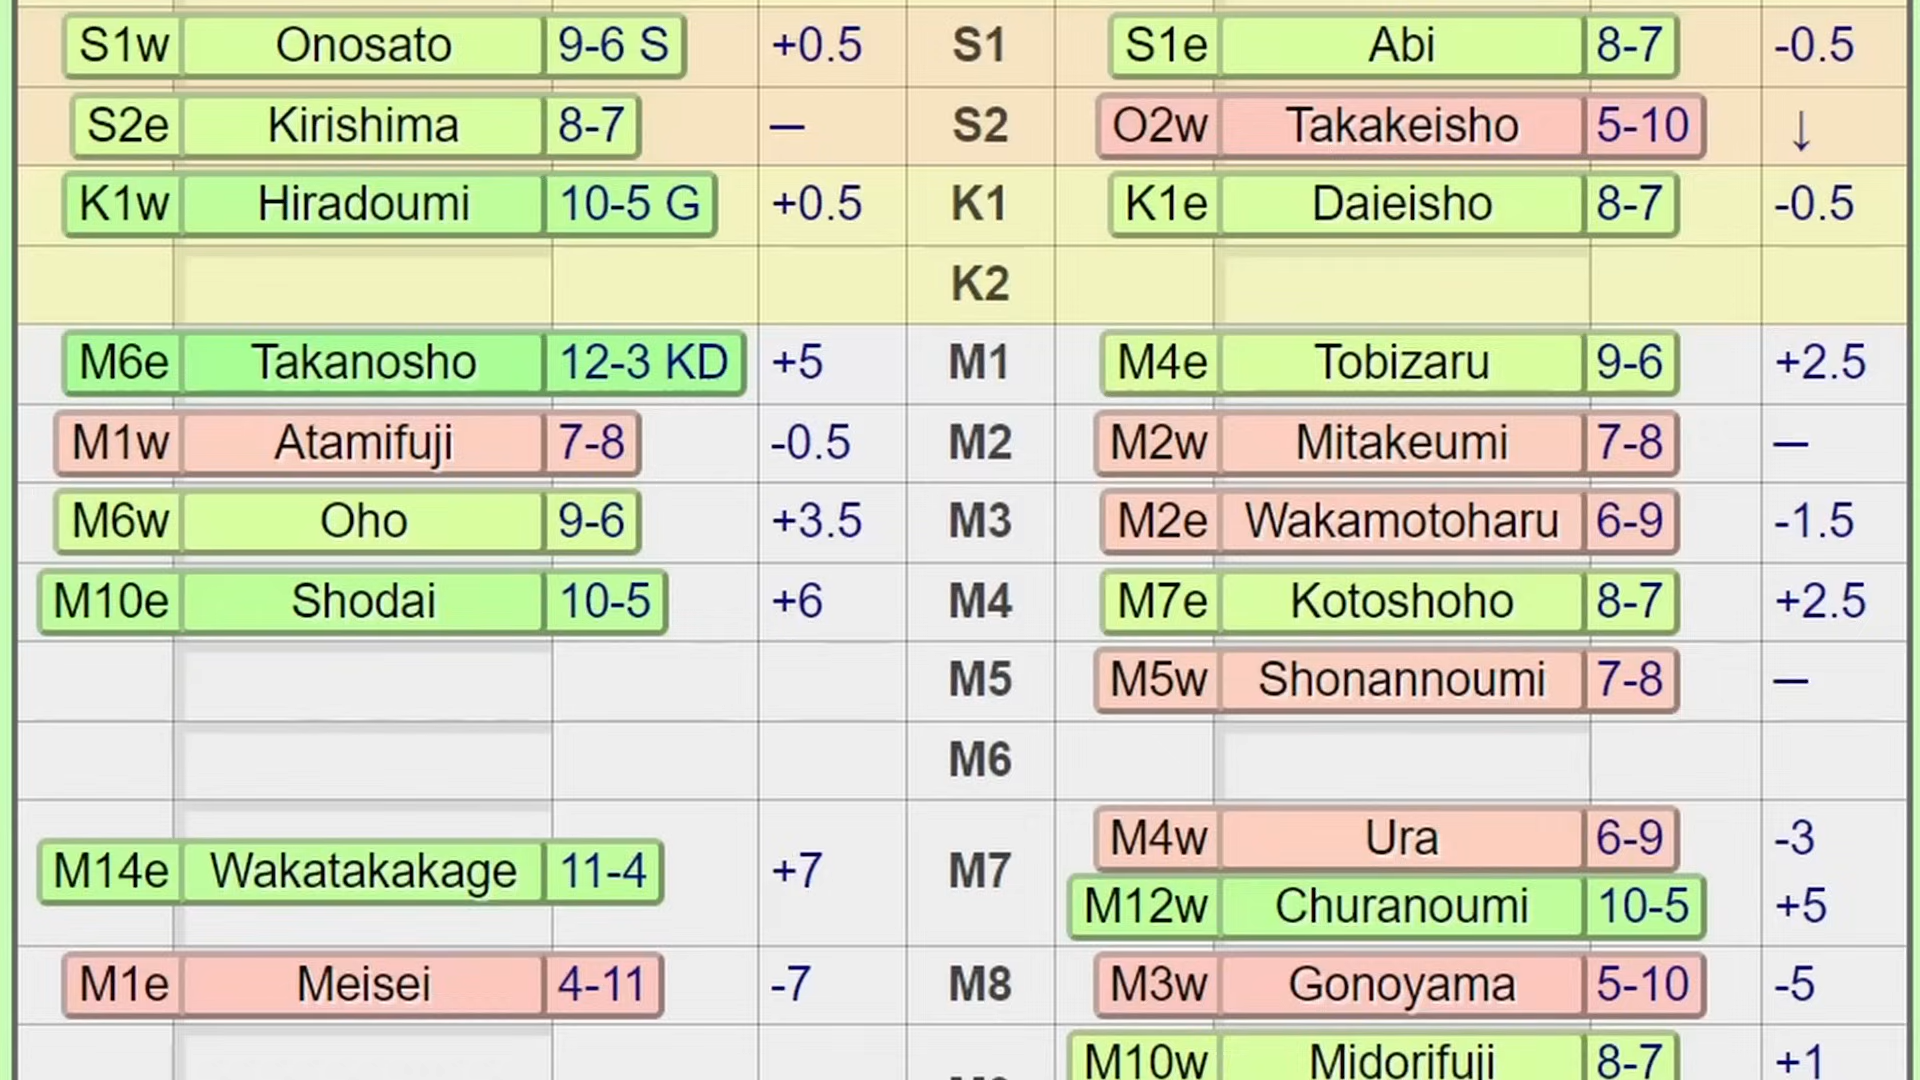 S1w Onosato 9-6 S +0.5 S1 S1e Abi 8-7 -0.5
S2e Kirishima 8-7 — S2 O2w Takakeisho 5-10 ↓
K1w Hiradoumi 10-5 G +0.5 K1 K1e Daieisho 8-7 -0.5
K2
M6e Takanosho 12-3 KD +5 M1 M4e Tobizaru 9-6 +2.5
M1w Atamifuji 7-8 -0.5 M2 M2w Mitakeumi 7-8 —
M6w Oho 9-6 +3.5 M3 M2e Wakamotoharu 6-9 -1.5
M10e Shodai 10-5 +6 M4 M7e Kotoshoho 8-7 +2.5
M5 M5w Shonannoumi 7-8 —
M6
M14e Wakatakakage 11-4 +7 M7 M4w Ura 6-9 -3
M12w Churanoumi 10-5 +5
M1e Meisei 4-11 -7 M8 M3w Gonoyama 5-10 -5
M10w Midorifuji 8-7 +1